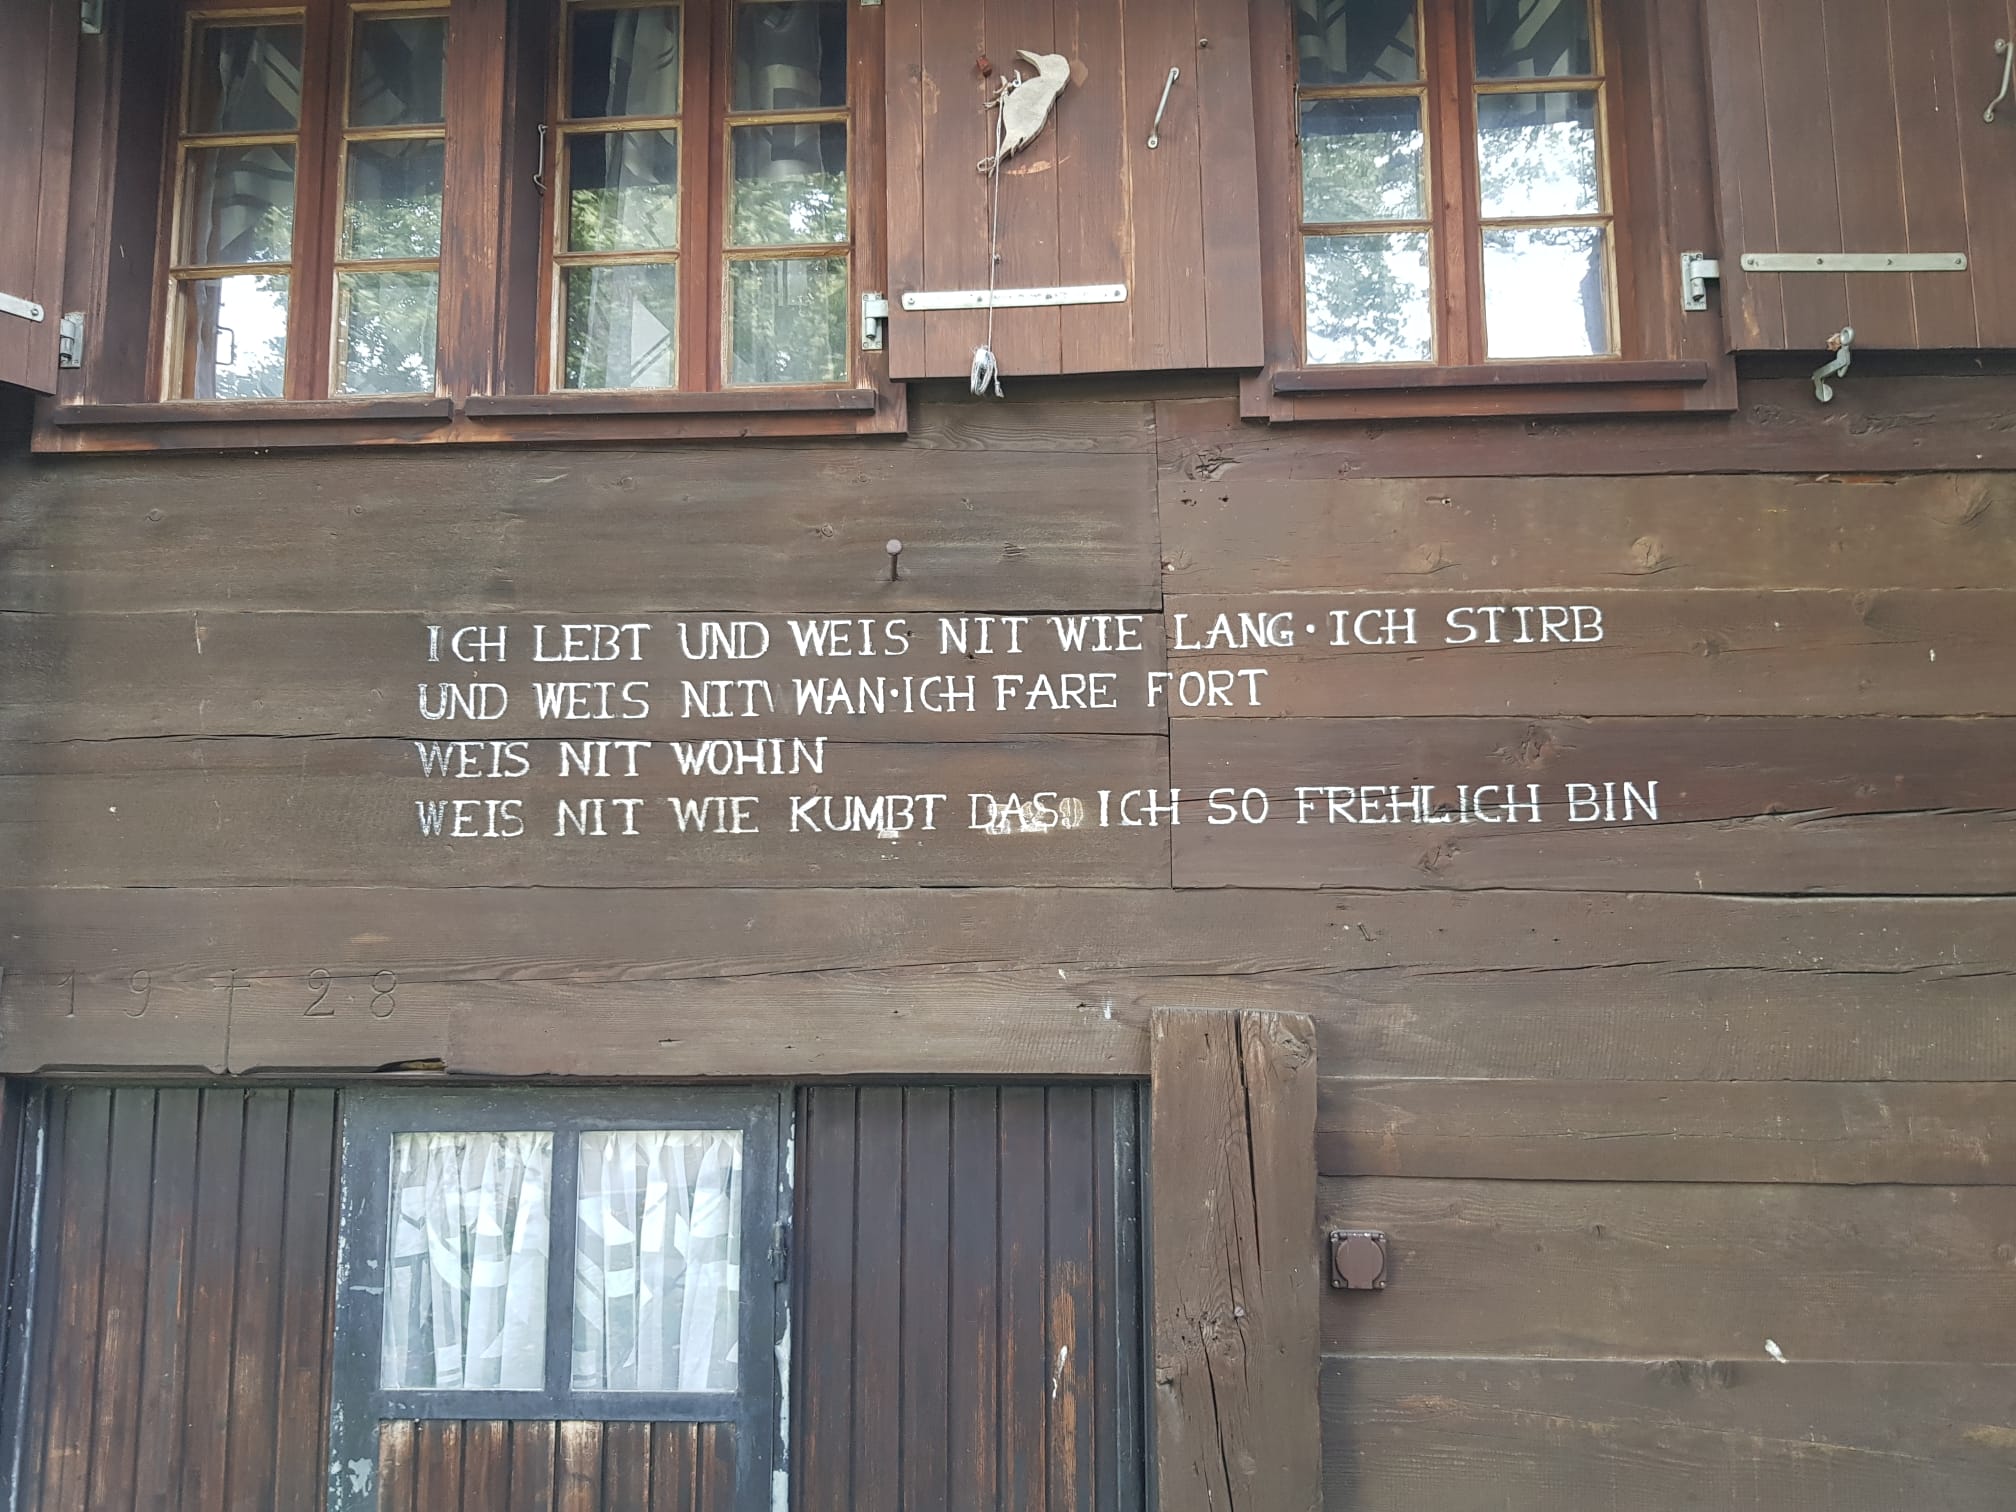 ICH LEBT UND WEIS NIT WIE LANG·ICH STIRB
UND WEIS NIT WAN·ICH FARE FORT
WEIS NIT WOHIN
WEIS NIT WIE KUMBT DAS ICH SO FREHLICH BIN
19 28